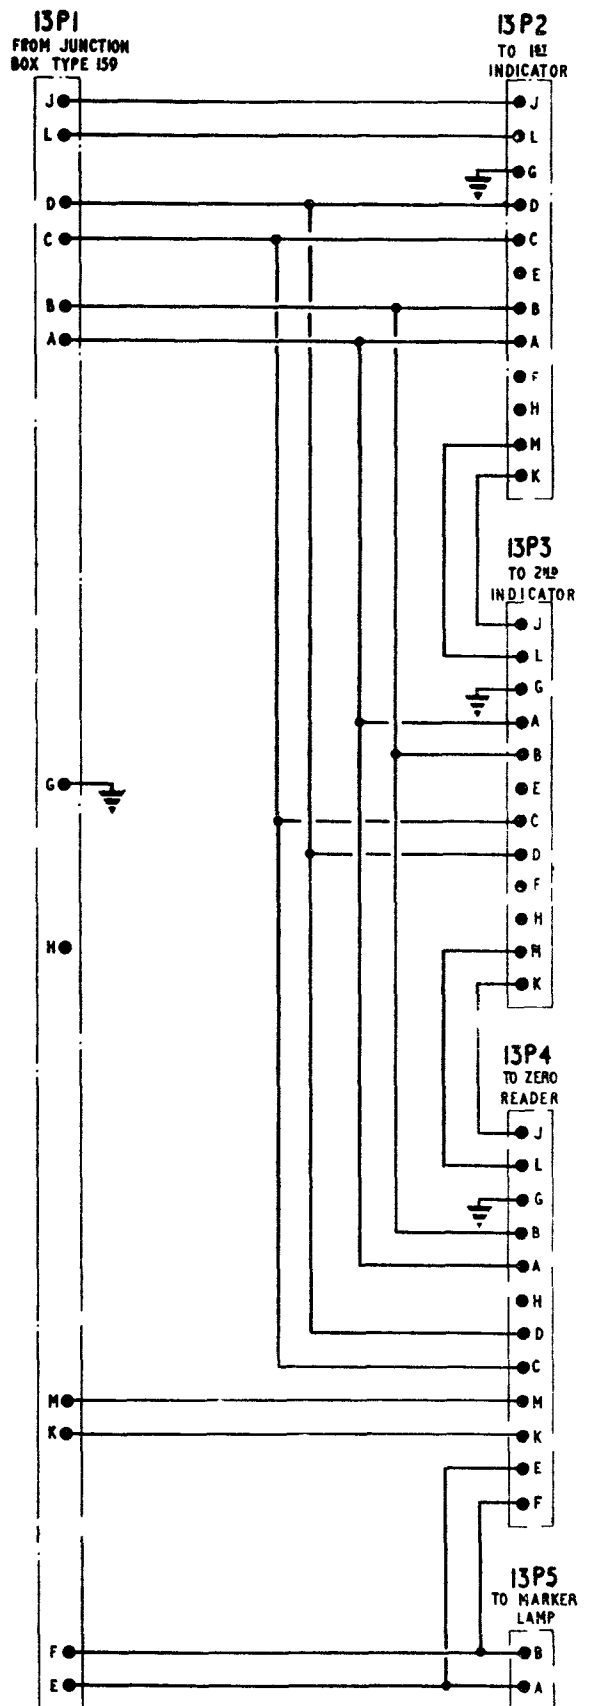 13P1
FROM JUNCTION
BOX TYPE 159
J
L
D
C
B
A
G
H
M
K
F
E
13P2
TO 1ST
INDICATOR
J
L
G
D
C
E
B
A
F
H
M
K
13P3
TO 2ND
INDICATOR
J
L
G
A
B
E
C
D
F
H
M
K
13P4
TO ZERO
READER
J
L
G
B
A
H
D
C
M
K
E
F
13P5
TO MARKER
LAMP
B
A